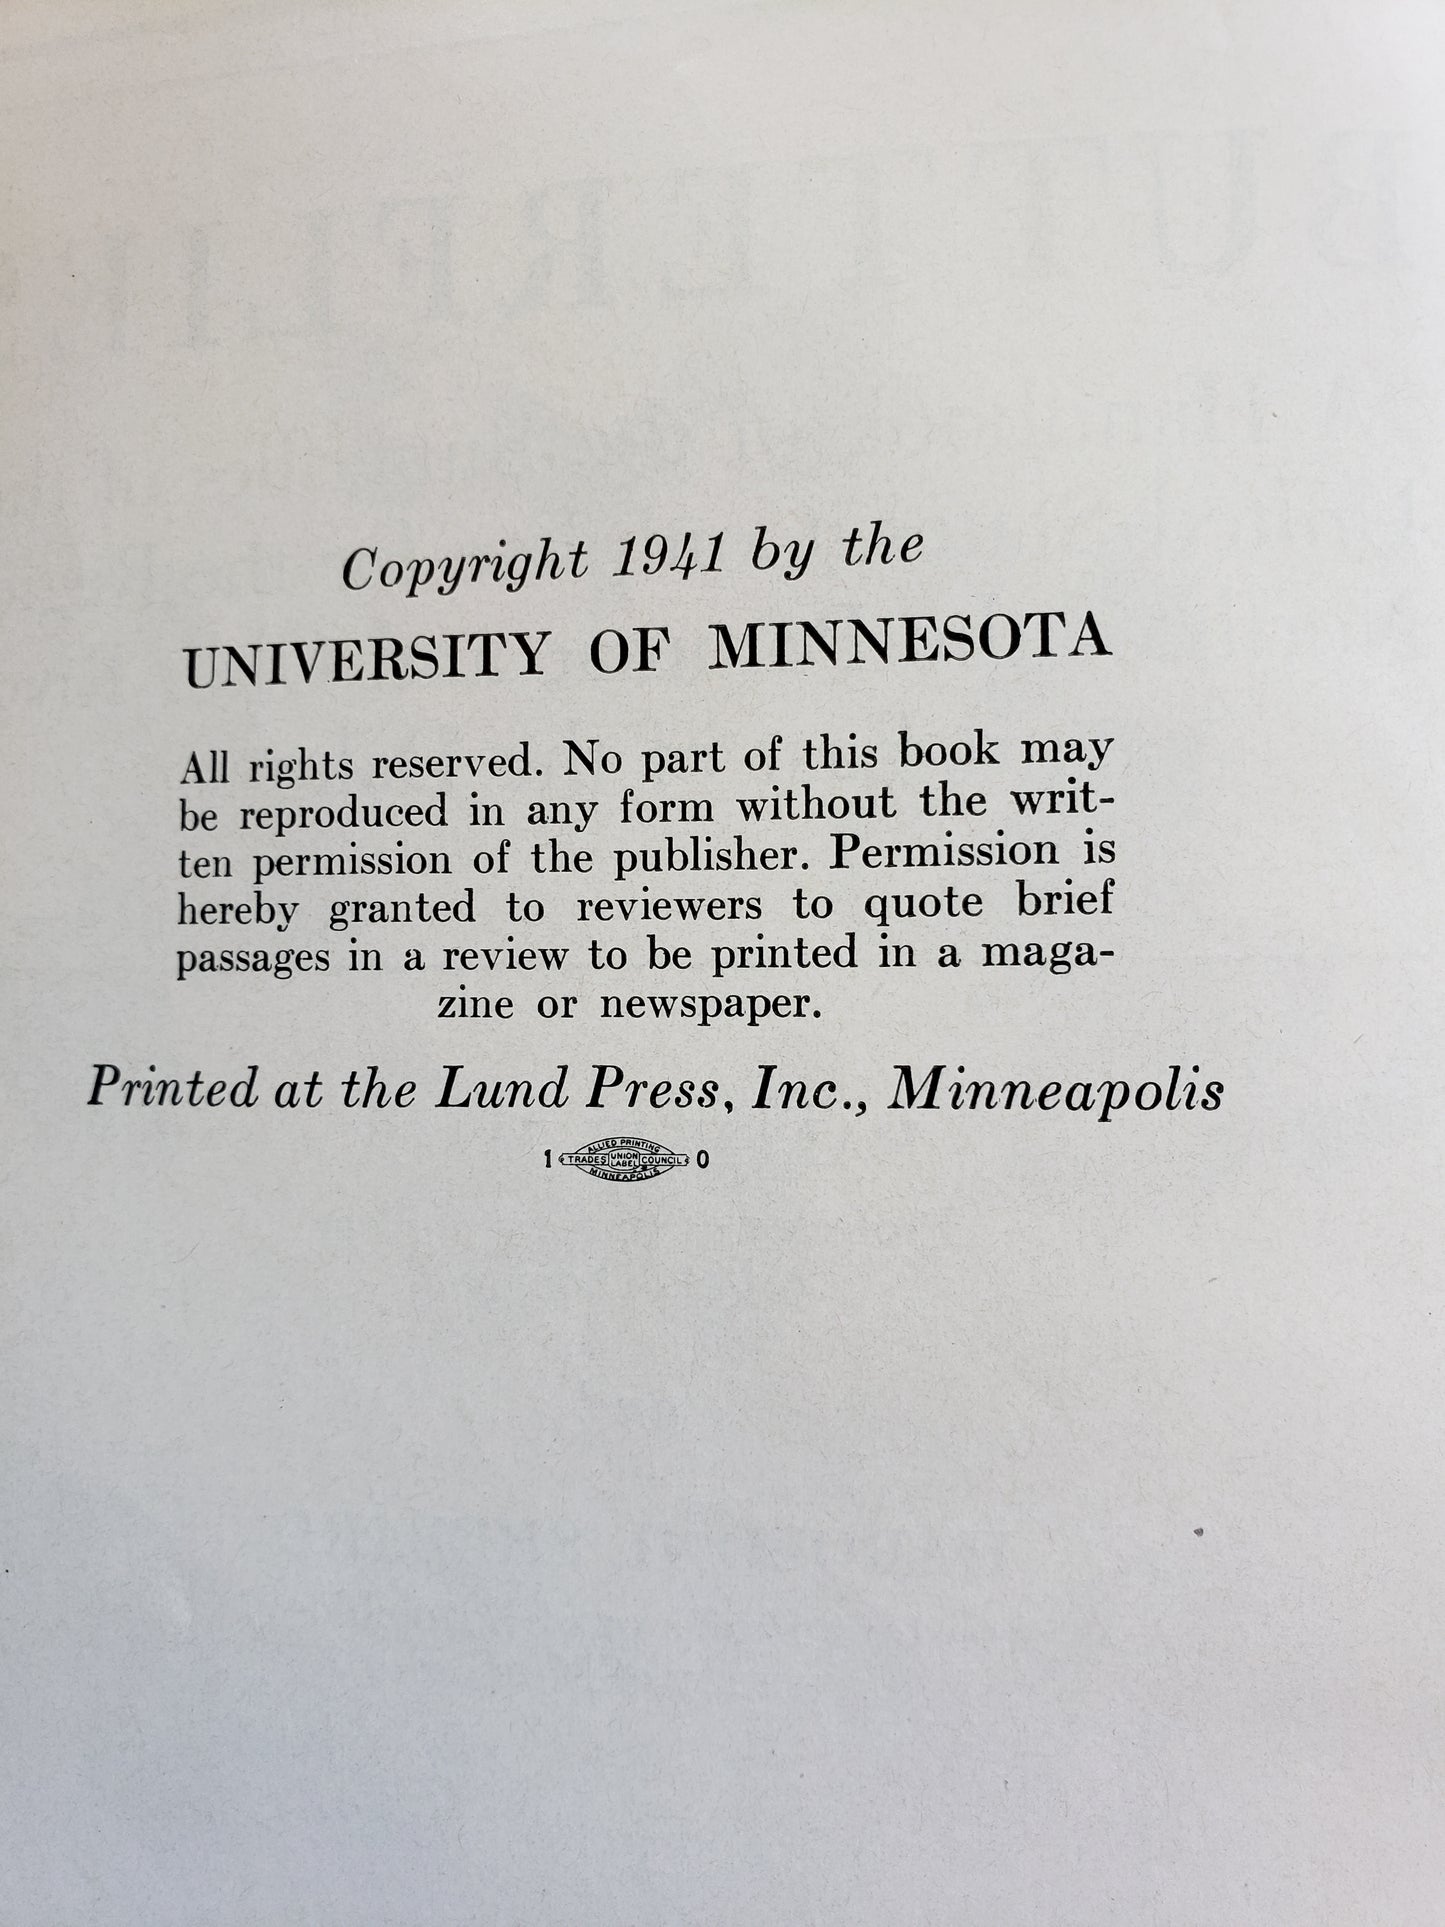 Copyright 1941 by the
UNIVERSITY OF MINNESOTA
All rights reserved. No part of this book may
be reproduced in any form without the writ-
ten permission of the publisher. Permission is
hereby granted to reviewers to quote brief
passages in a review to be printed in a maga-
zine or newspaper.
Printed at the Lund Press, Inc., Minneapolis
ALLIED PRINTING
1 TRADES UNION LABEL COUNCIL 0
MINNEAPOLIS